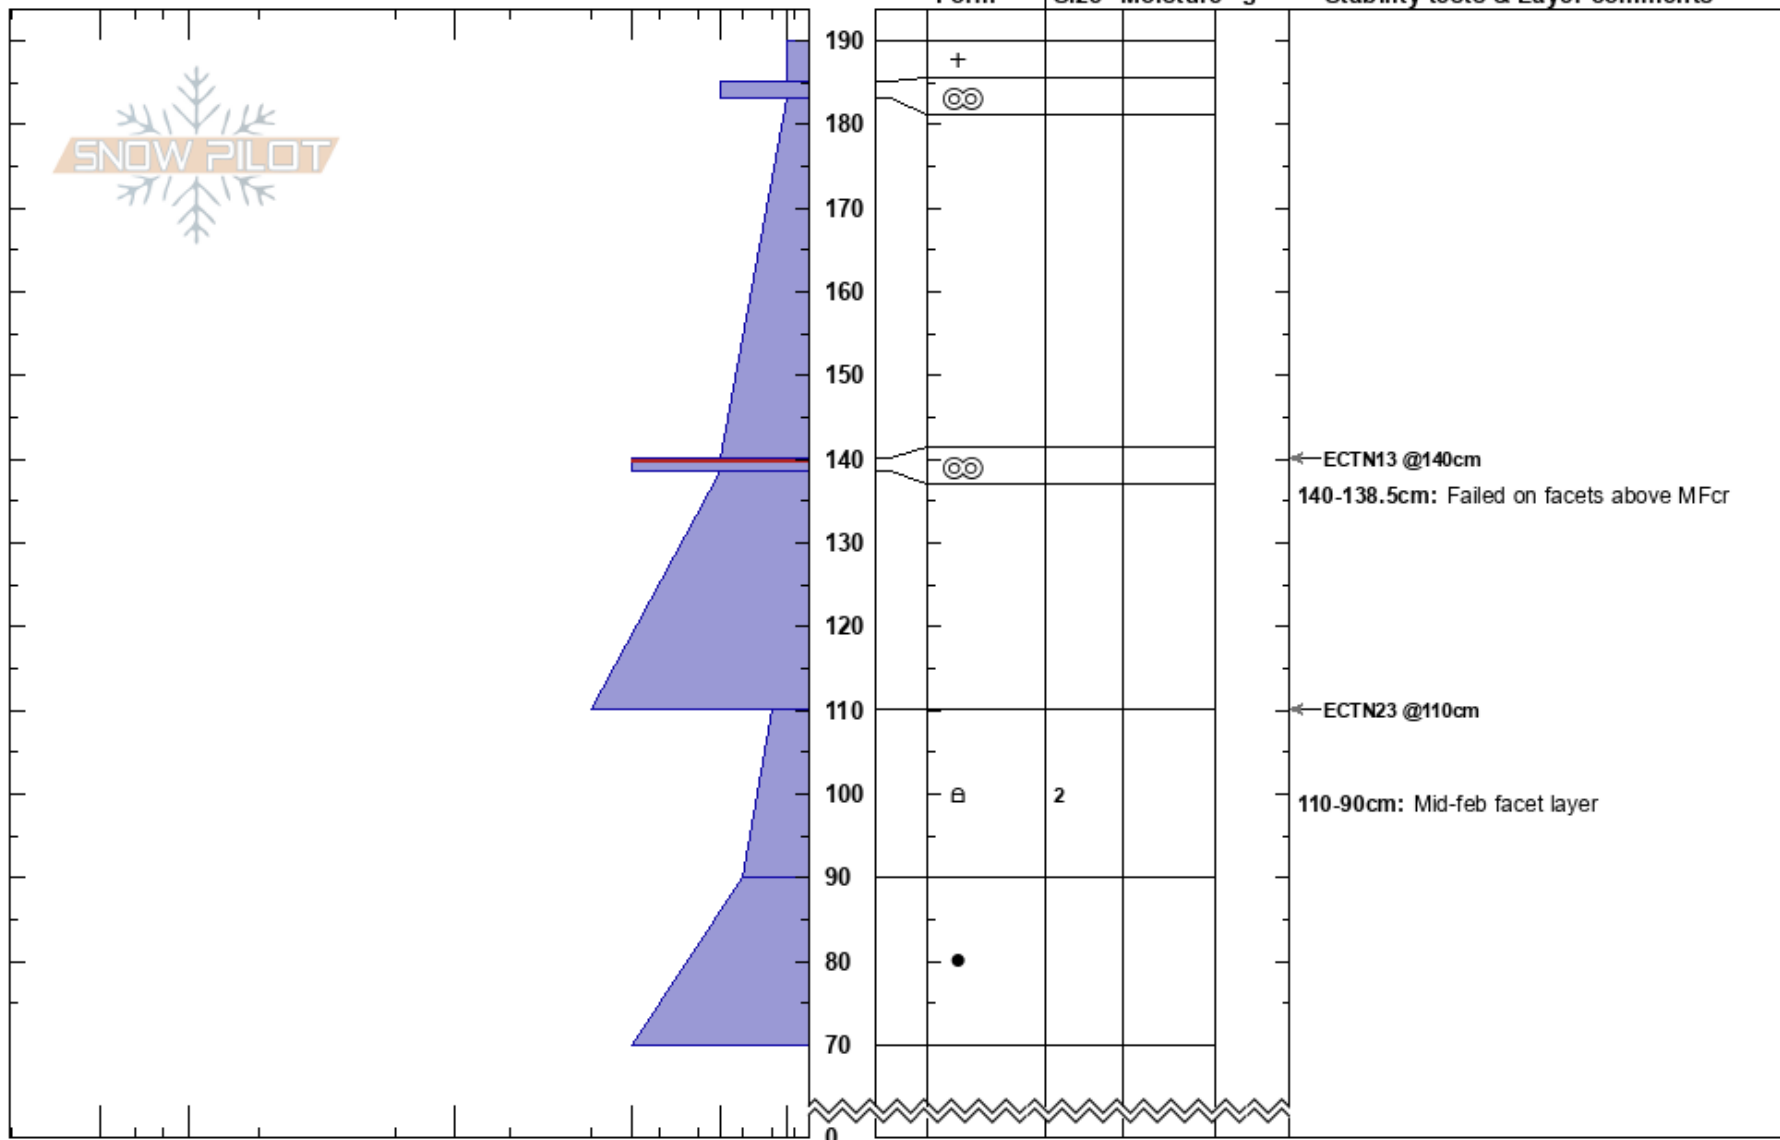 Form Size Moisture g Stability tests & Layer comments
190
+
SNOW PILOT
180
170
160
150
140
ECTN13 @140cm
140-138.5cm: Failed on facets above MFcr
130
120
110
ECTN23 @110cm
100
2
110-90cm: Mid-feb facet layer
90
80
70
0